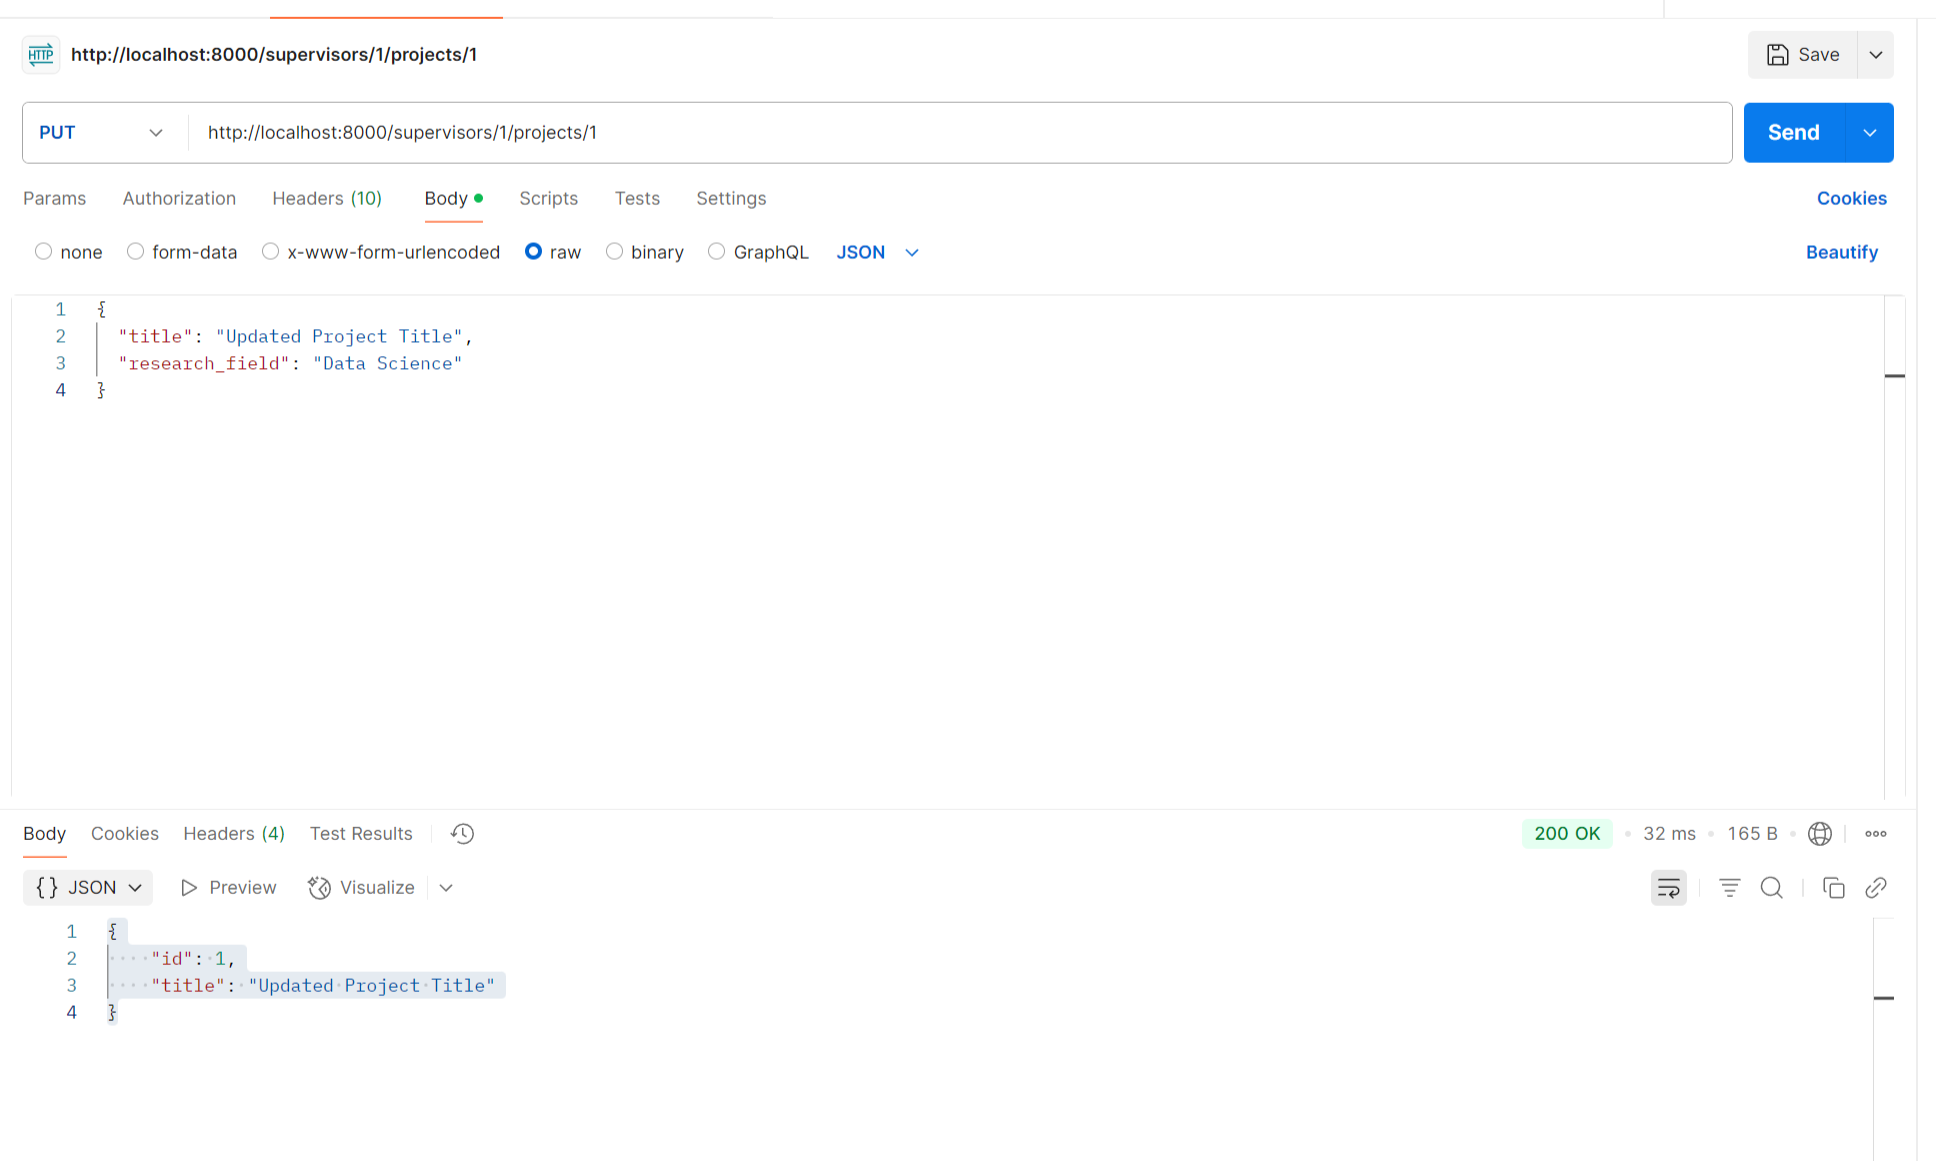 HTTP http://localhost:8000/supervisors/1/projects/1 Save
PUT http://localhost:8000/supervisors/1/projects/1 Send
Params Authorization Headers (10) Body Scripts Tests Settings Cookies
none form-data x-www-form-urlencoded raw binary GraphQL JSON Beautify
1 {
2 "title": "Updated Project Title",
3 "research_field": "Data Science"
4 }
Body Cookies Headers (4) Test Results 200 OK • 32 ms • 165 B •
{} JSON Preview Visualize
1 {
2 "id": 1,
3 "title": "Updated Project Title"
4 }